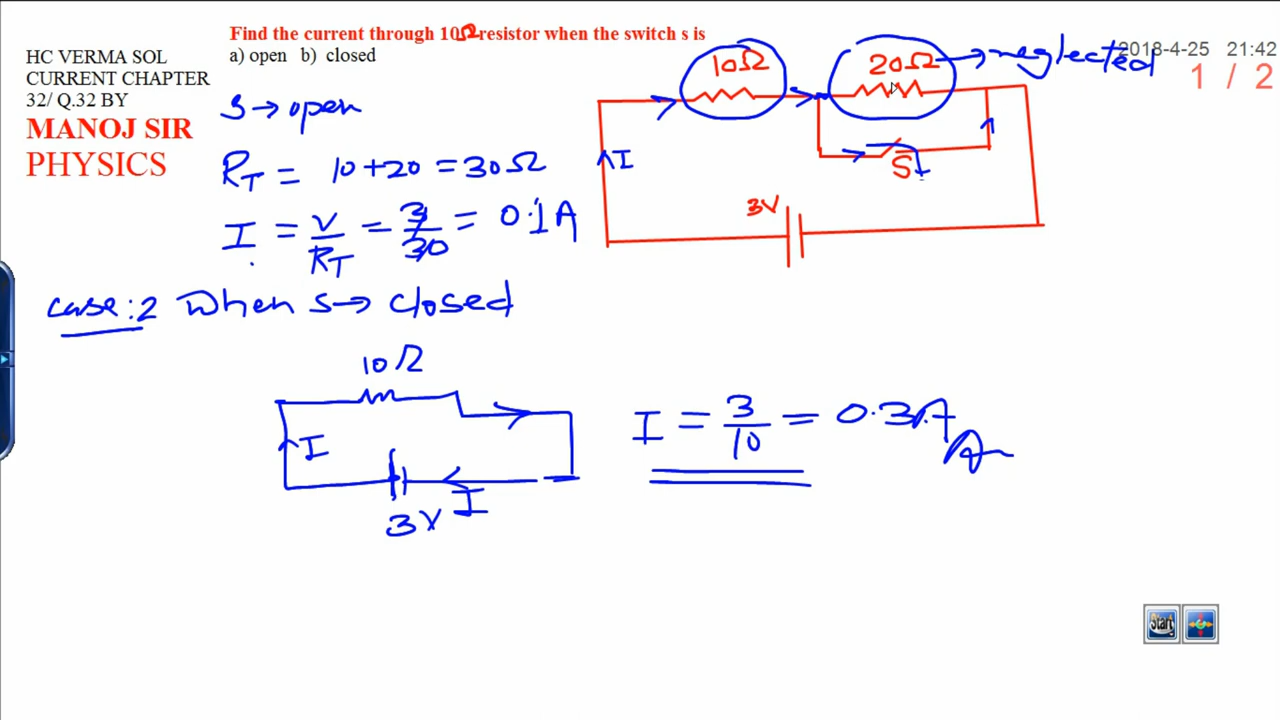 Find the current through 10Ω resistor when the switch s is
a) open b) closed
HC VERMA SOL
CURRENT CHAPTER
32/ Q.32 BY
MANOJ SIR
PHYSICS
2018-4-25 21:42
1 / 2
S → open
R_T = 10 + 20 = 30Ω
I = V/R_T = 3/30 = 0.1A
10Ω
20Ω → neglected
I
S
3V
case:2 When S → closed
10Ω
I
3V
I
I = 3/10 = 0.3A
A
Start